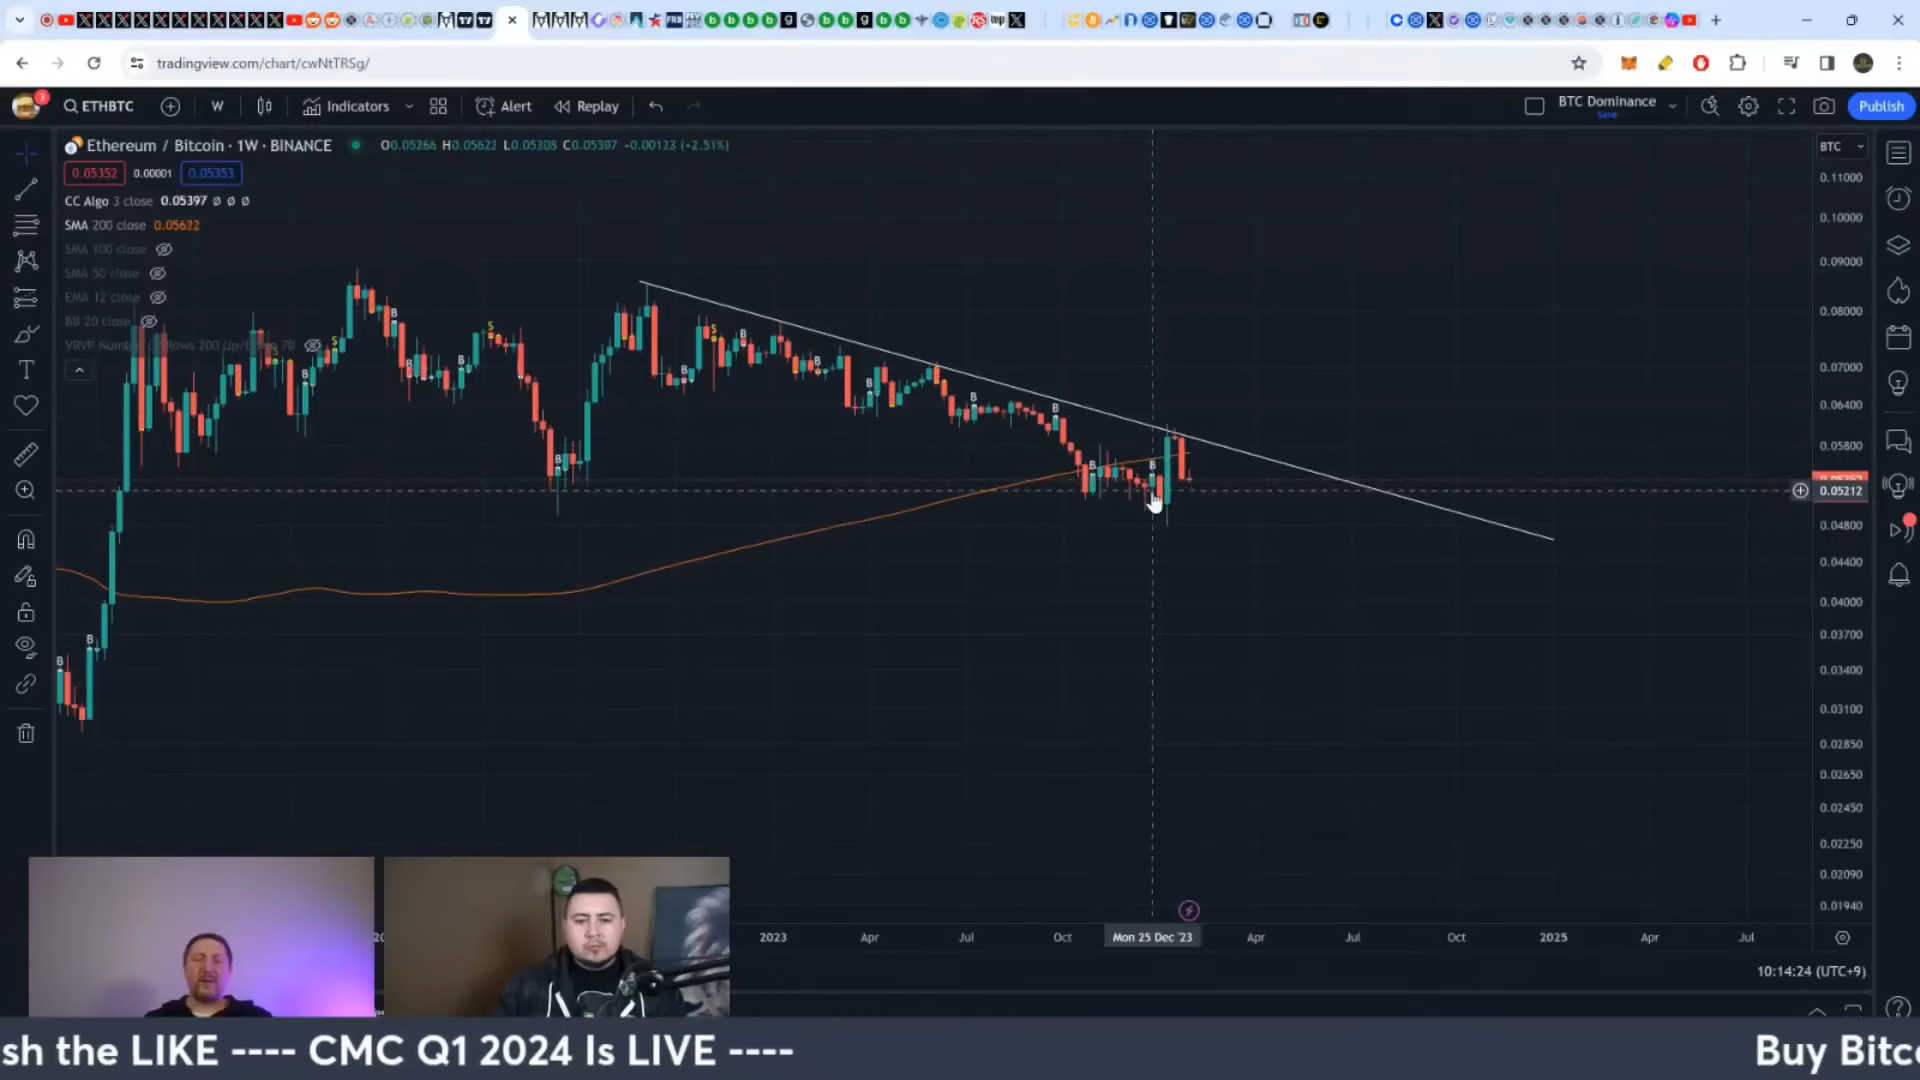 tradingview.com/chart/cwNtTRSg/
3
ETHBTC
W
Indicators
Alert
Replay
BTC Dominance
Save
Publish
Ethereum / Bitcoin · 1W · BINANCE
O0.05266 H0.05622 L0.05308 C0.05397 -0.00123 (-2.51%)
BTC
0.05352
0.00001
0.05353
CC Algo 3 close 0.05397 ø ø ø
SMA 200 close 0.05622
SMA 100 close
SMA 50 close
EMA 12 close
BB 20 close
0.11000
0.10000
0.09000
0.08000
0.07000
0.06400
0.05800
0.05212
0.04800
0.04400
0.04000
0.03700
0.03400
0.03100
0.02850
0.02650
0.02450
0.02250
0.02090
0.01940
2023
Apr
Jul
Oct
Mon 25 Dec '23
Apr
Jul
Oct
2025
Apr
Jul
10:14:24 (UTC+9)
sh the LIKE ---- CMC Q1 2024 Is LIVE ----
Buy Bitc